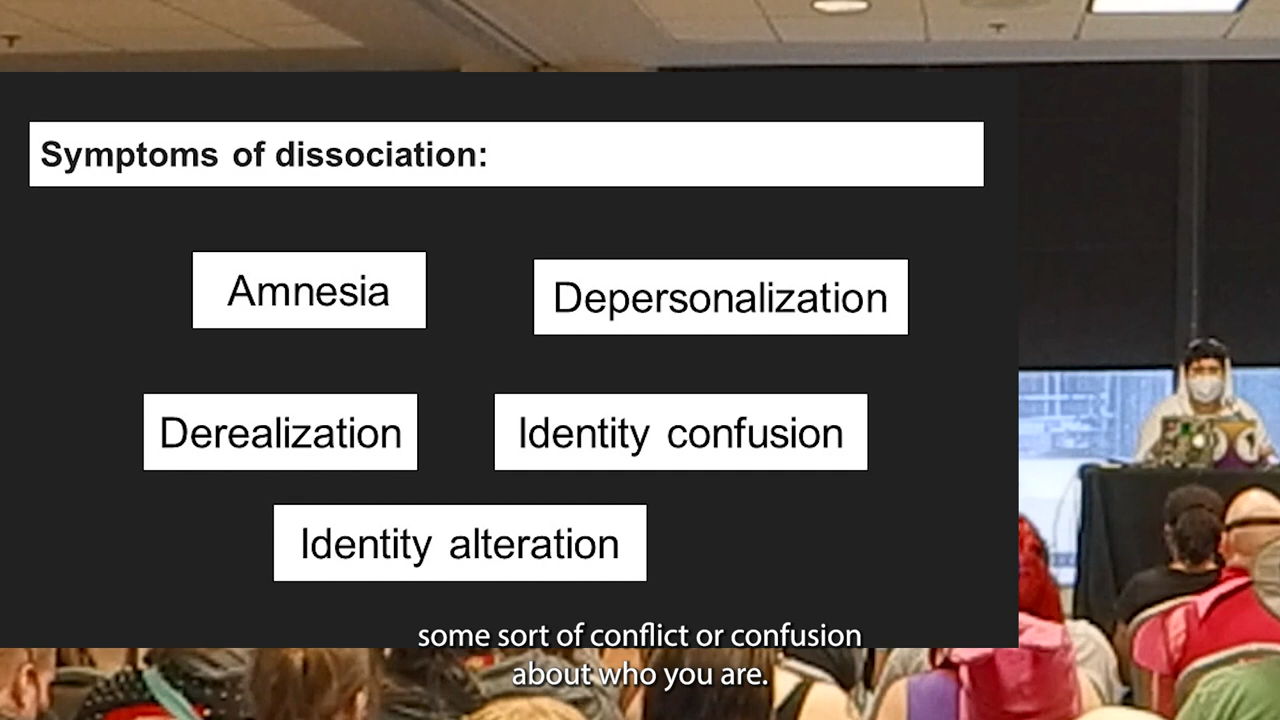 Symptoms of dissociation:
Amnesia
Depersonalization
Derealization
Identity confusion
Identity alteration
some sort of conflict or confusion
about who you are.